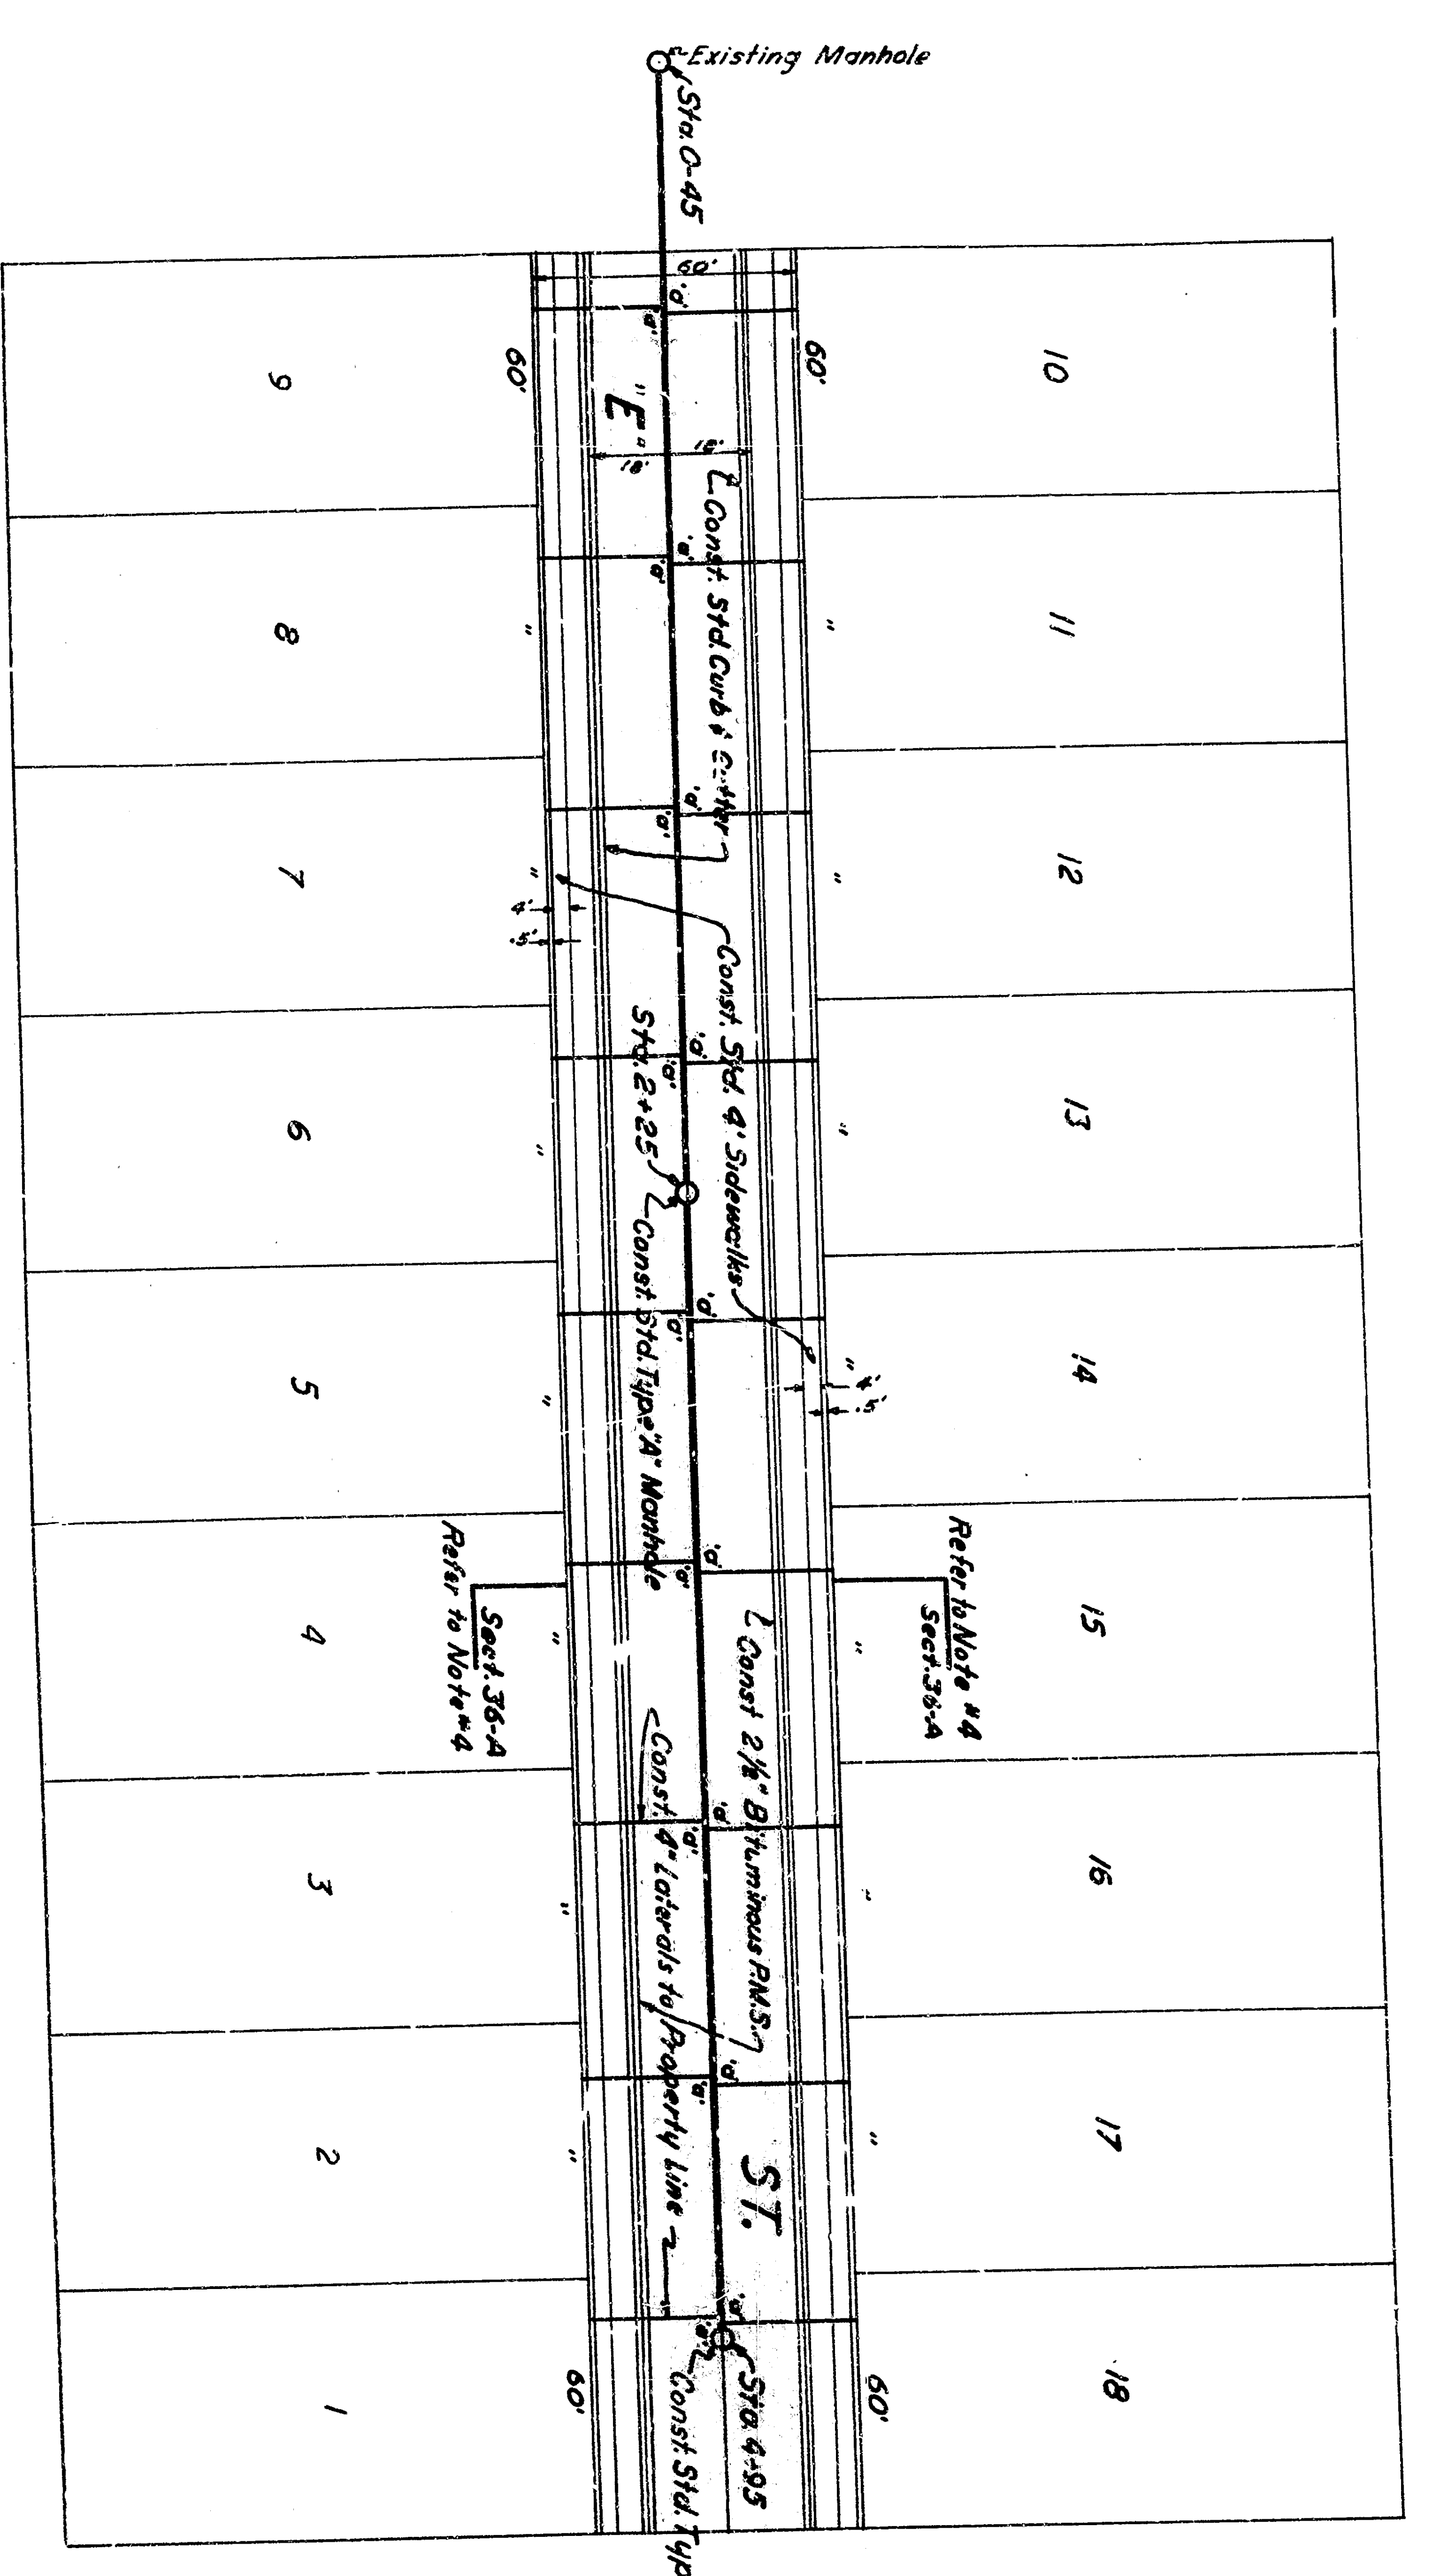 Existing Manhole
Sta. 0-45
60'
'a'
'a'
10
60'
60'
9
"E"
18'
18'
Const. Std. Curb & Gutter
'a'
'a'
11
"
"
8
'a'
'a'
12
"
"
7
4'
.5'
Const. Std. 4' Sidewalks
'a'
'a'
Sta. 2+25
13
"
"
6
Const. Std. Type "A" Manhole
'a'
'a'
14
"
4'
.5'
"
5
'a'
'a'
Refer to Note #4
Sect. 36-A
15
"
Sect. 36-A
Refer to Note #4
"
4
Const 2½" Bituminous P.M.S.
Const. 4" Laterals to Property Line
'a'
'a'
16
"
"
3
'a'
'a'
17
"
"
2
ST.
'a'
'a'
Sta. 4-95
Const. Std. Typ
18
60'
60'
1